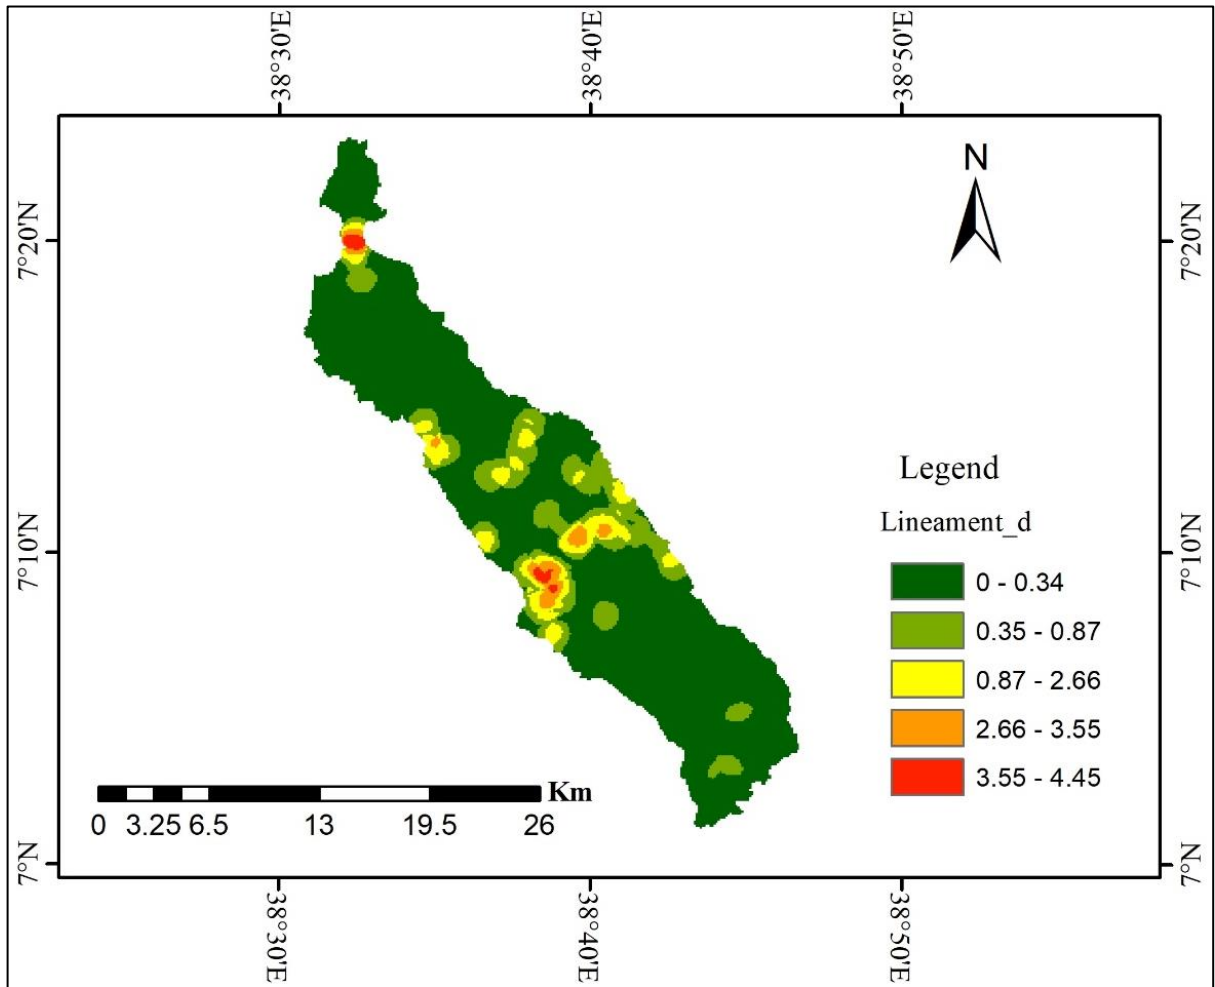 38°30'E
38°40'E
38°50'E
N
7°20'N
7°20'N
Legend
Lineament_d
7°10'N
7°10'N
0 - 0.34
0.35 - 0.87
0.87 - 2.66
2.66 - 3.55
3.55 - 4.45
Km
0 3.25 6.5 13 19.5 26
7°N
7°N
38°30'E
38°40'E
38°50'E